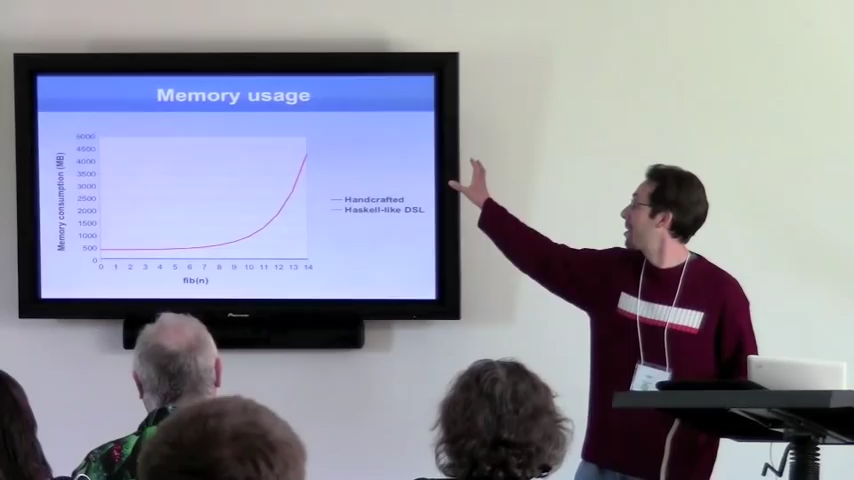 Memory usage
5000
4500
4000
3500
3000
2500
2000
1500
1000
500
0
Memory consumption (MB)
0 1 2 3 4 5 6 7 8 9 10 11 12 13 14
fib(n)
Handcrafted
Haskell-like DSL
Pioneer